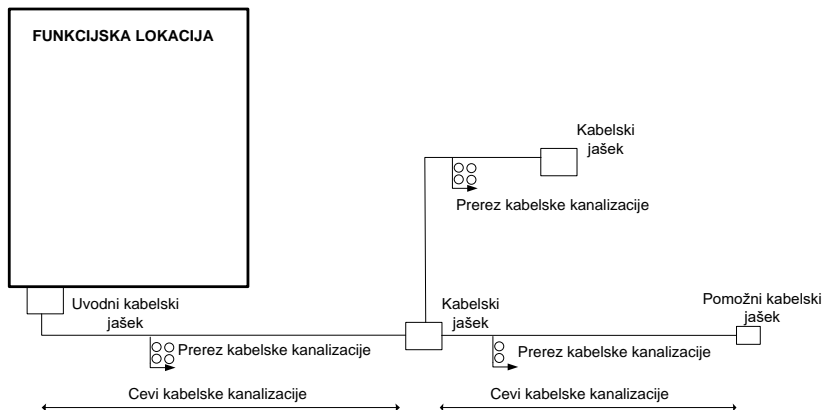 FUNKCIJSKA LOKACIJA
Kabelski
jašek
Prerez kabelske kanalizacije
Uvodni kabelski
jašek
Kabelski
jašek
Pomožni kabelski
jašek
Prerez kabelske kanalizacije
Prerez kabelske kanalizacije
Cevi kabelske kanalizacije
Cevi kabelske kanalizacije